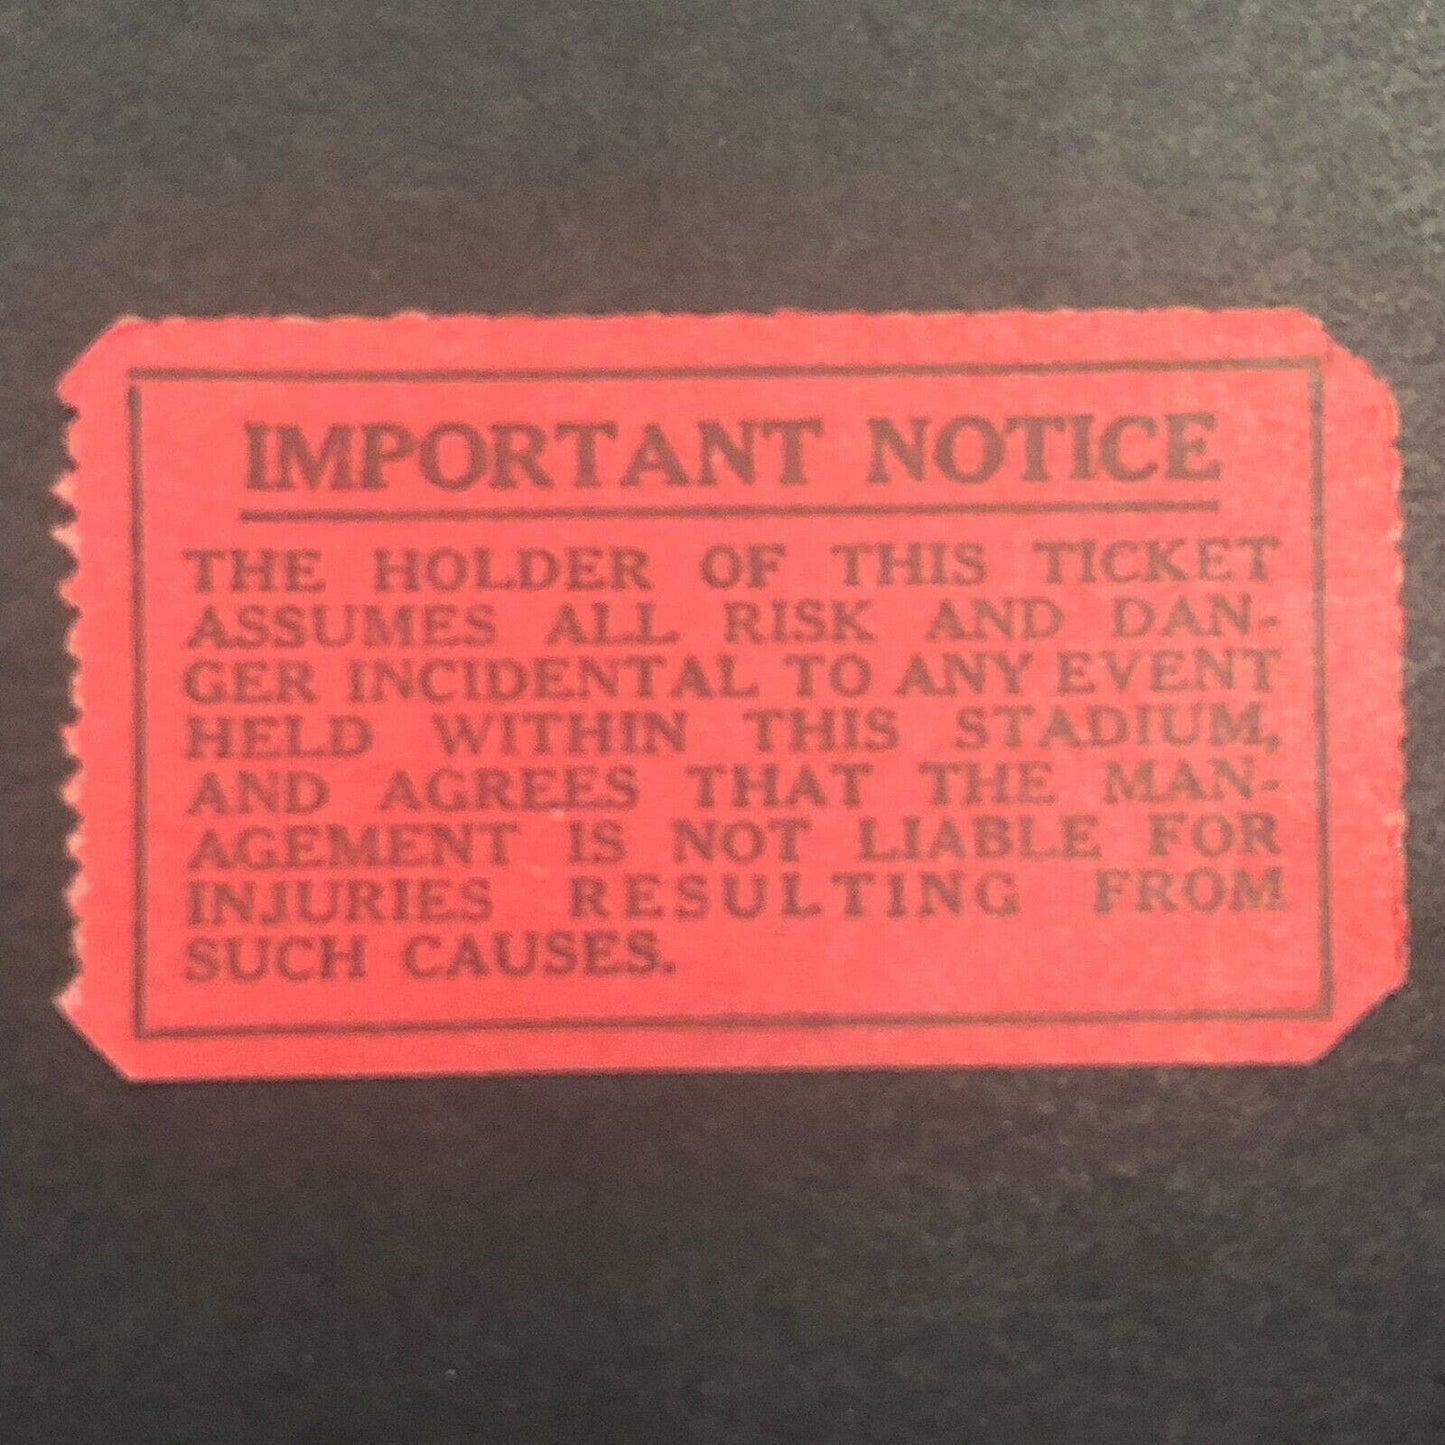 IMPORTANT NOTICE
THE HOLDER OF THIS TICKET
ASSUMES ALL RISK AND DAN-
GER INCIDENTAL TO ANY EVENT
HELD WITHIN THIS STADIUM,
AND AGREES THAT THE MAN-
AGEMENT IS NOT LIABLE FOR
INJURIES RESULTING FROM
SUCH CAUSES.